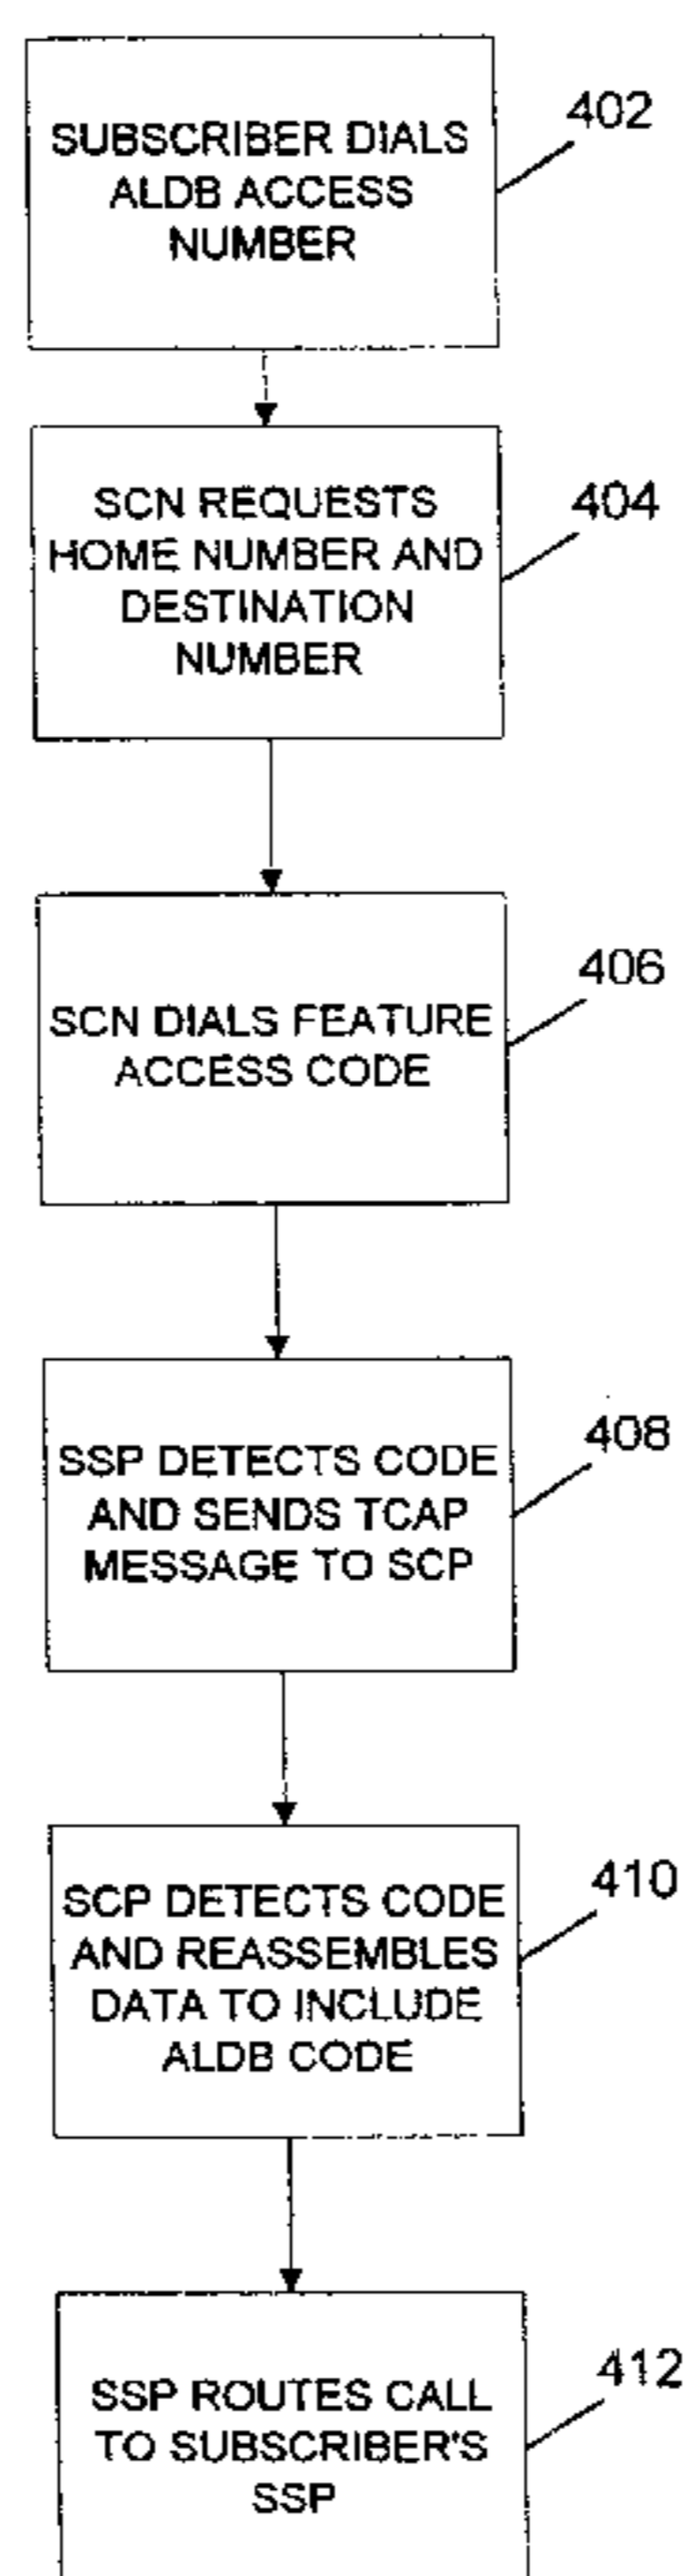 SUBSCRIBER DIALS
ALDB ACCESS
NUMBER
402
SCN REQUESTS
HOME NUMBER AND
DESTINATION
NUMBER
404
SCN DIALS FEATURE
ACCESS CODE
406
SSP DETECTS CODE
AND SENDS TCAP
MESSAGE TO SCP
408
SCP DETECTS CODE
AND REASSEMBLES
DATA TO INCLUDE
ALDB CODE
410
SSP ROUTES CALL
TO SUBSCRIBER'S
SSP
412